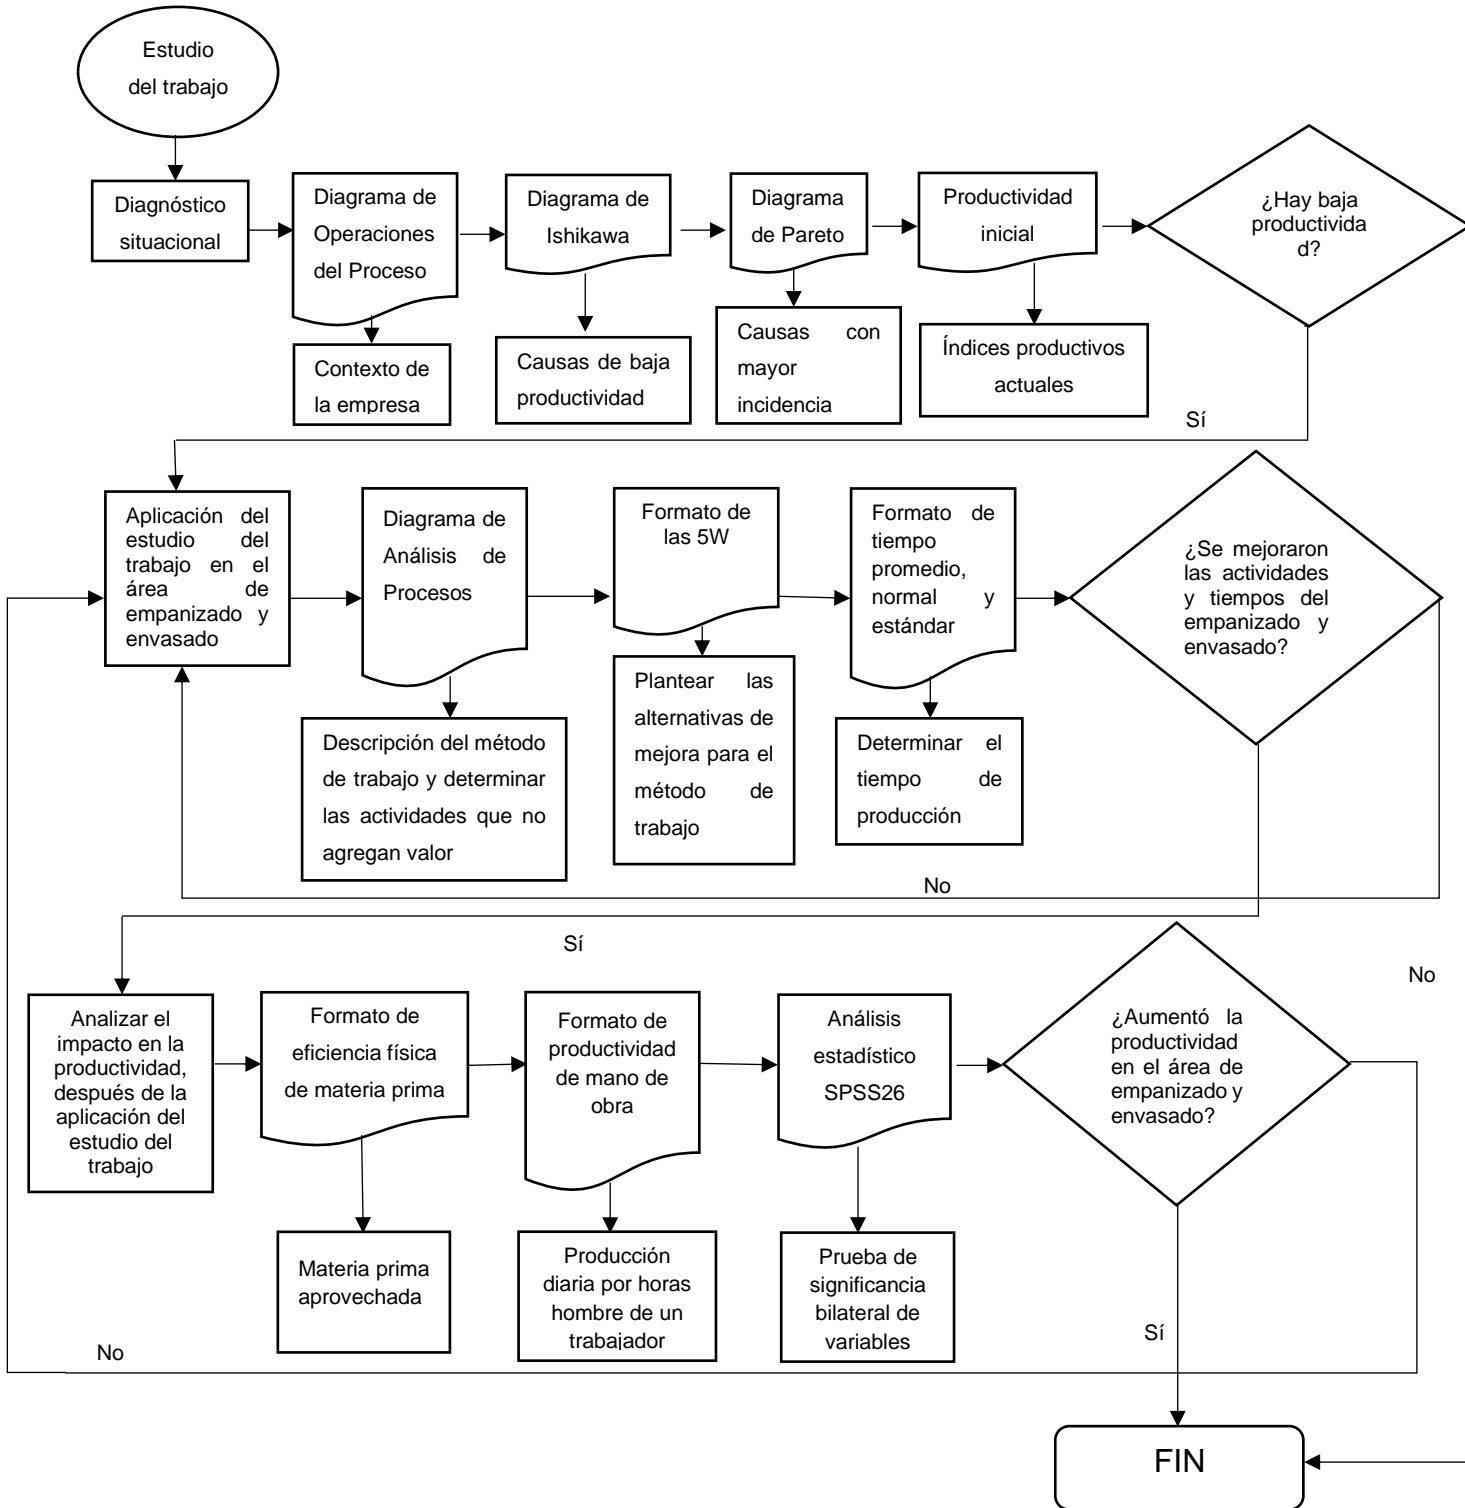 Estudio
del trabajo
Diagnóstico
situacional
Diagrama de
Operaciones
del Proceso
Diagrama de
Ishikawa
Diagrama
de Pareto
Productividad
inicial
¿Hay baja
productivida
d?
Contexto de
la empresa
Causas de baja
productividad
Causas con
mayor
incidencia
Índices productivos
actuales
Sí
Aplicación del
estudio del
trabajo en el
área de
empanizado y
envasado
Diagrama de
Análisis de
Procesos
Formato de
las 5W
Formato de
tiempo
promedio,
normal y
estándar
¿Se mejoraron
las actividades
y tiempos del
empanizado y
envasado?
Descripción del método
de trabajo y determinar
las actividades que no
agregan valor
Plantear las
alternativas de
mejora para el
método de
trabajo
Determinar el
tiempo de
producción
No
Sí
No
Analizar el
impacto en la
productividad,
después de la
aplicación del
estudio del
trabajo
Formato de
eficiencia física
de materia prima
Formato de
productividad
de mano de
obra
Análisis
estadístico
SPSS26
¿Aumentó la
productividad
en el área de
empanizado y
envasado?
Materia prima
aprovechada
Producción
diaria por horas
hombre de un
trabajador
Prueba de
significancia
bilateral de
variables
Sí
No
FIN